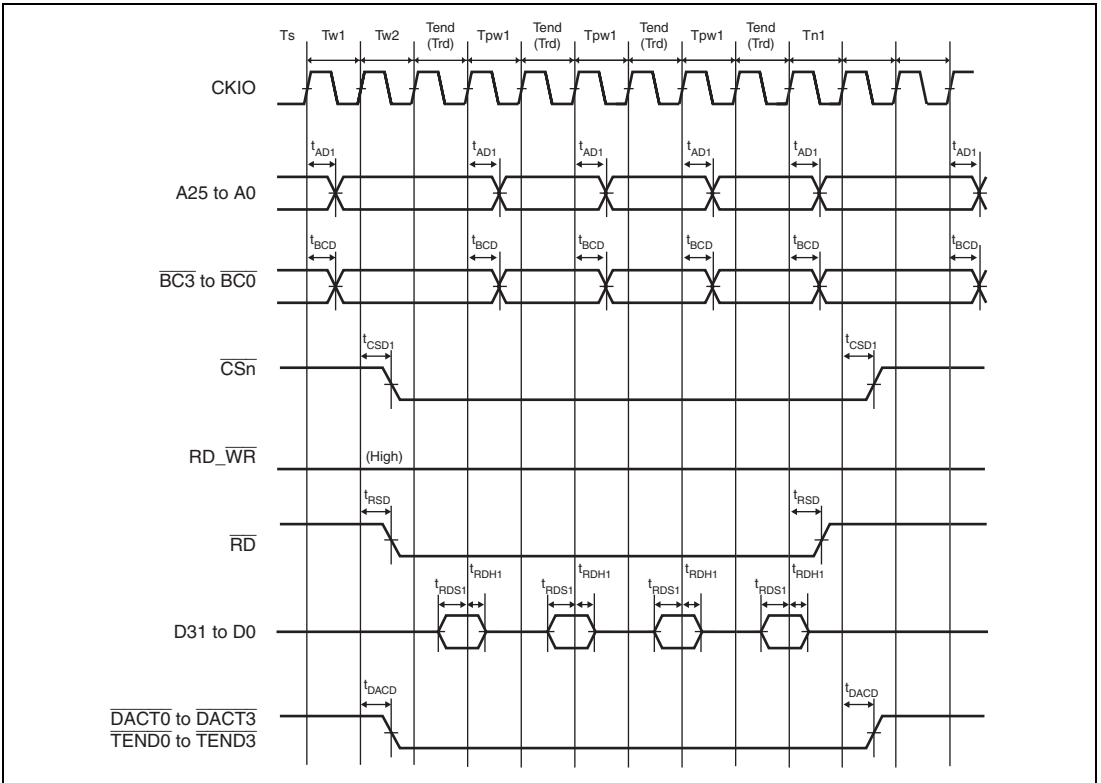 Ts Tw1 Tw2 Tend (Trd) Tpw1 Tend (Trd) Tpw1 Tend (Trd) Tpw1 Tend (Trd) Tn1
CKIO
tAD1 tAD1 tAD1 tAD1 tAD1 tAD1
A25 to A0
tBCD tBCD tBCD tBCD tBCD tBCD
BC3 to BC0
tCSD1 tCSD1
CSn
RD_WR (High)
tRSD tRSD
RD
tRDS1 tRDH1 tRDS1 tRDH1 tRDS1 tRDH1 tRDS1 tRDH1
D31 to D0
tDACD tDACD
DACT0 to DACT3
TEND0 to TEND3